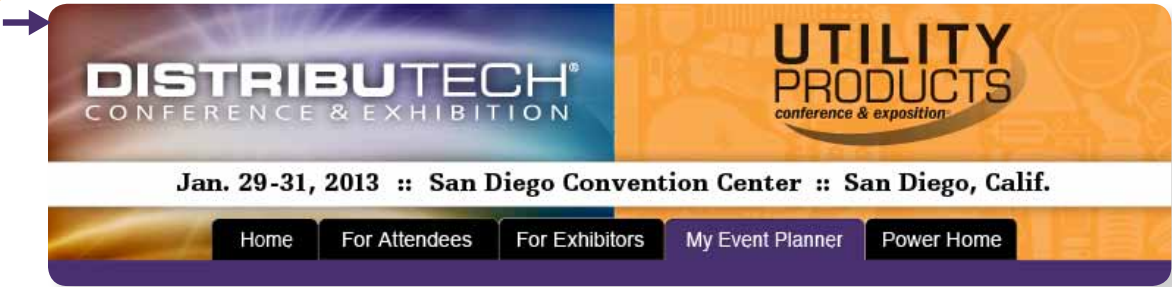 DISTRIBUTECH®
CONFERENCE & EXHIBITION
UTILITY
PRODUCTS
conference & exposition
Jan. 29-31, 2013 :: San Diego Convention Center :: San Diego, Calif.
Home For Attendees For Exhibitors My Event Planner Power Home